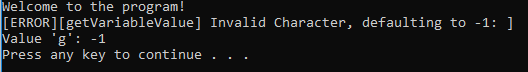 Welcome to the program!
[ERROR][getVariableValue] Invalid Character, defaulting to -1: ]
Value 'g': -1
Press any key to continue . . .